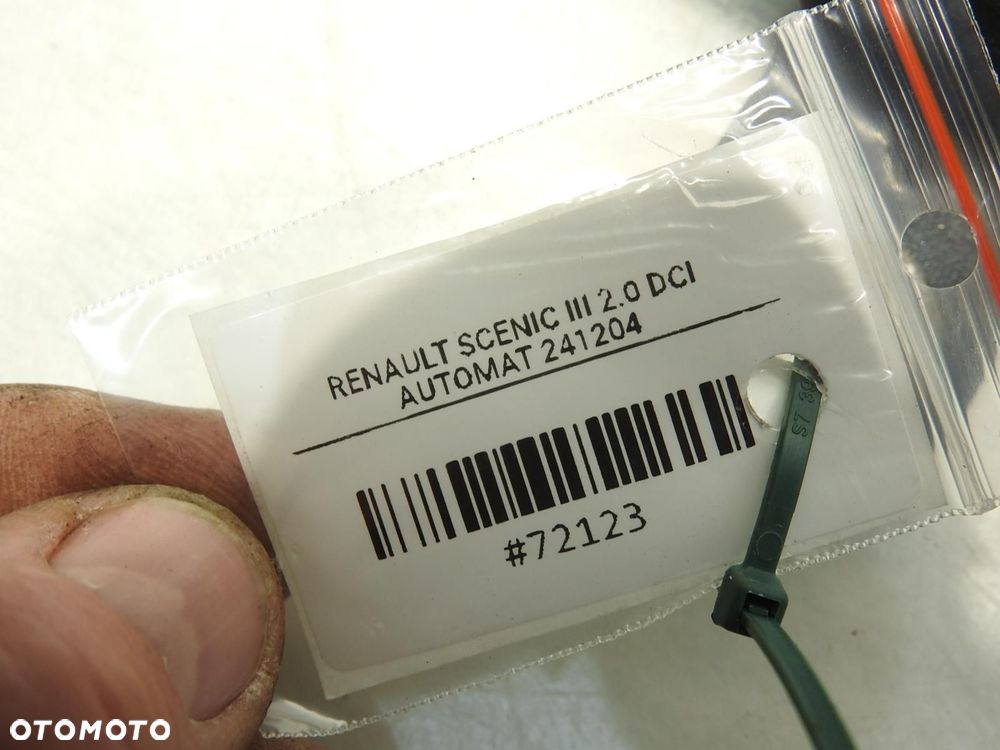 RENAULT SCENIC III 2.0 DCI
AUTOMAT 241204
#72123
OTOMOTO